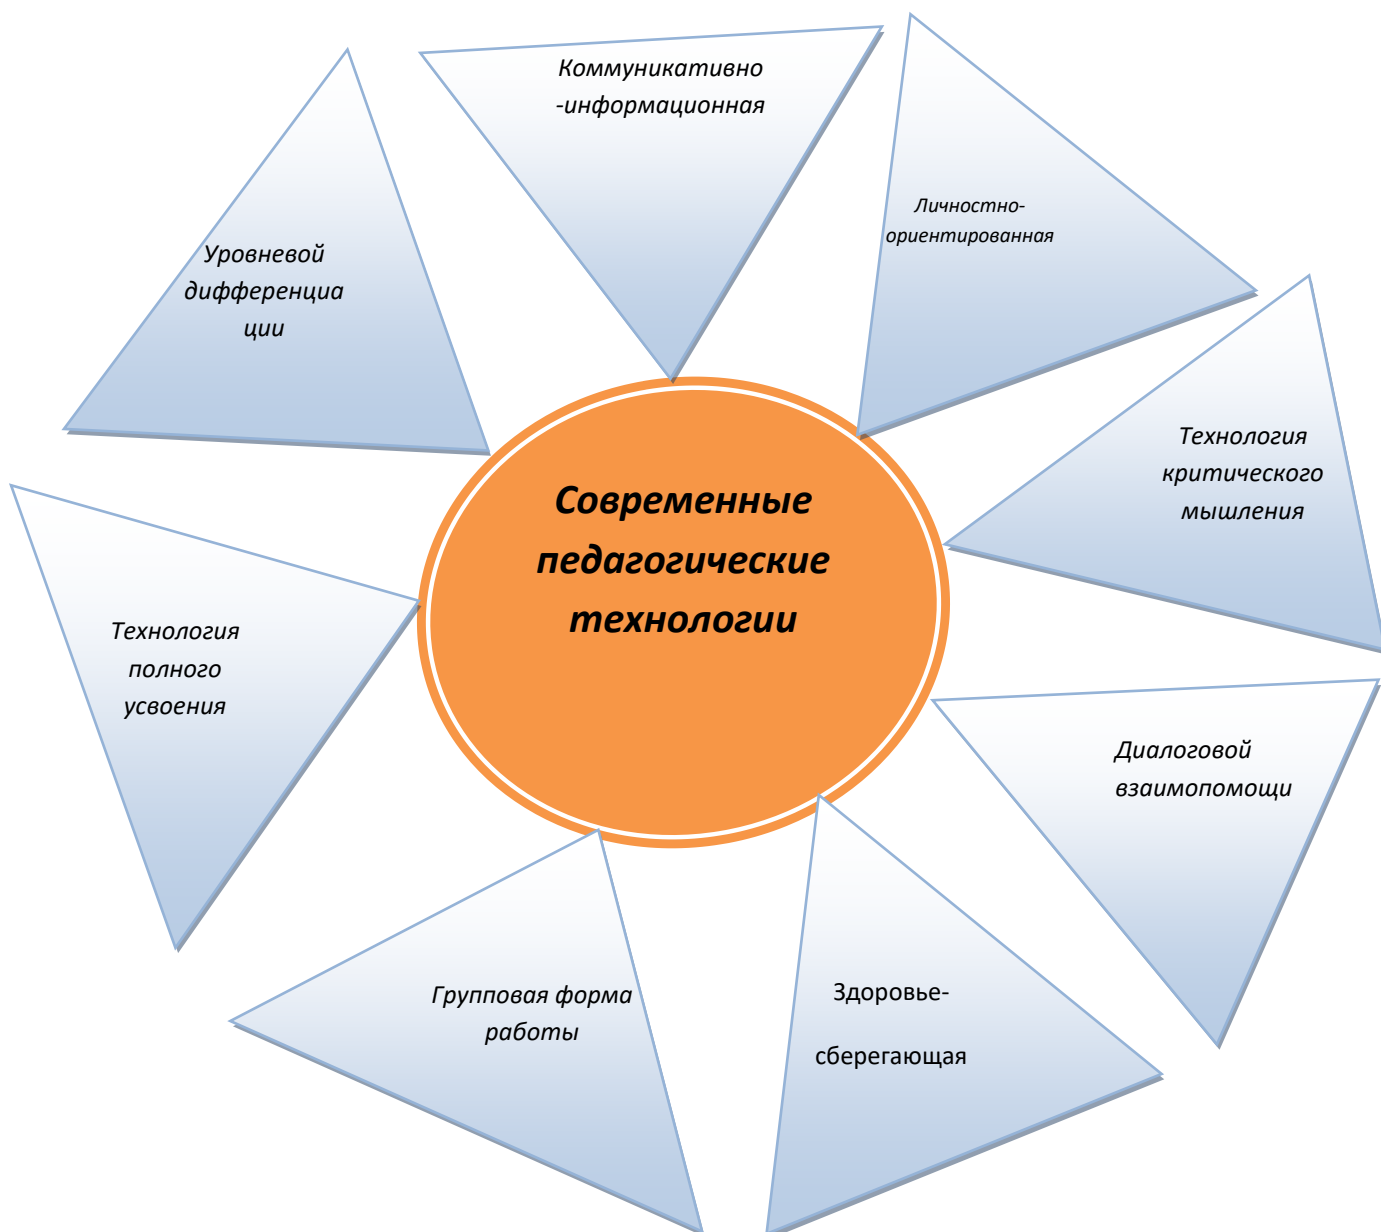 Коммуникативно
-информационная
Личностно-
ориентированная
Уровневой
дифференциа
ции
Технология
критического
мышления
Современные
педагогические
технологии
Технология
полного
усвоения
Диалоговой
взаимопомощи
Групповая форма
работы
Здоровье-
сберегающая